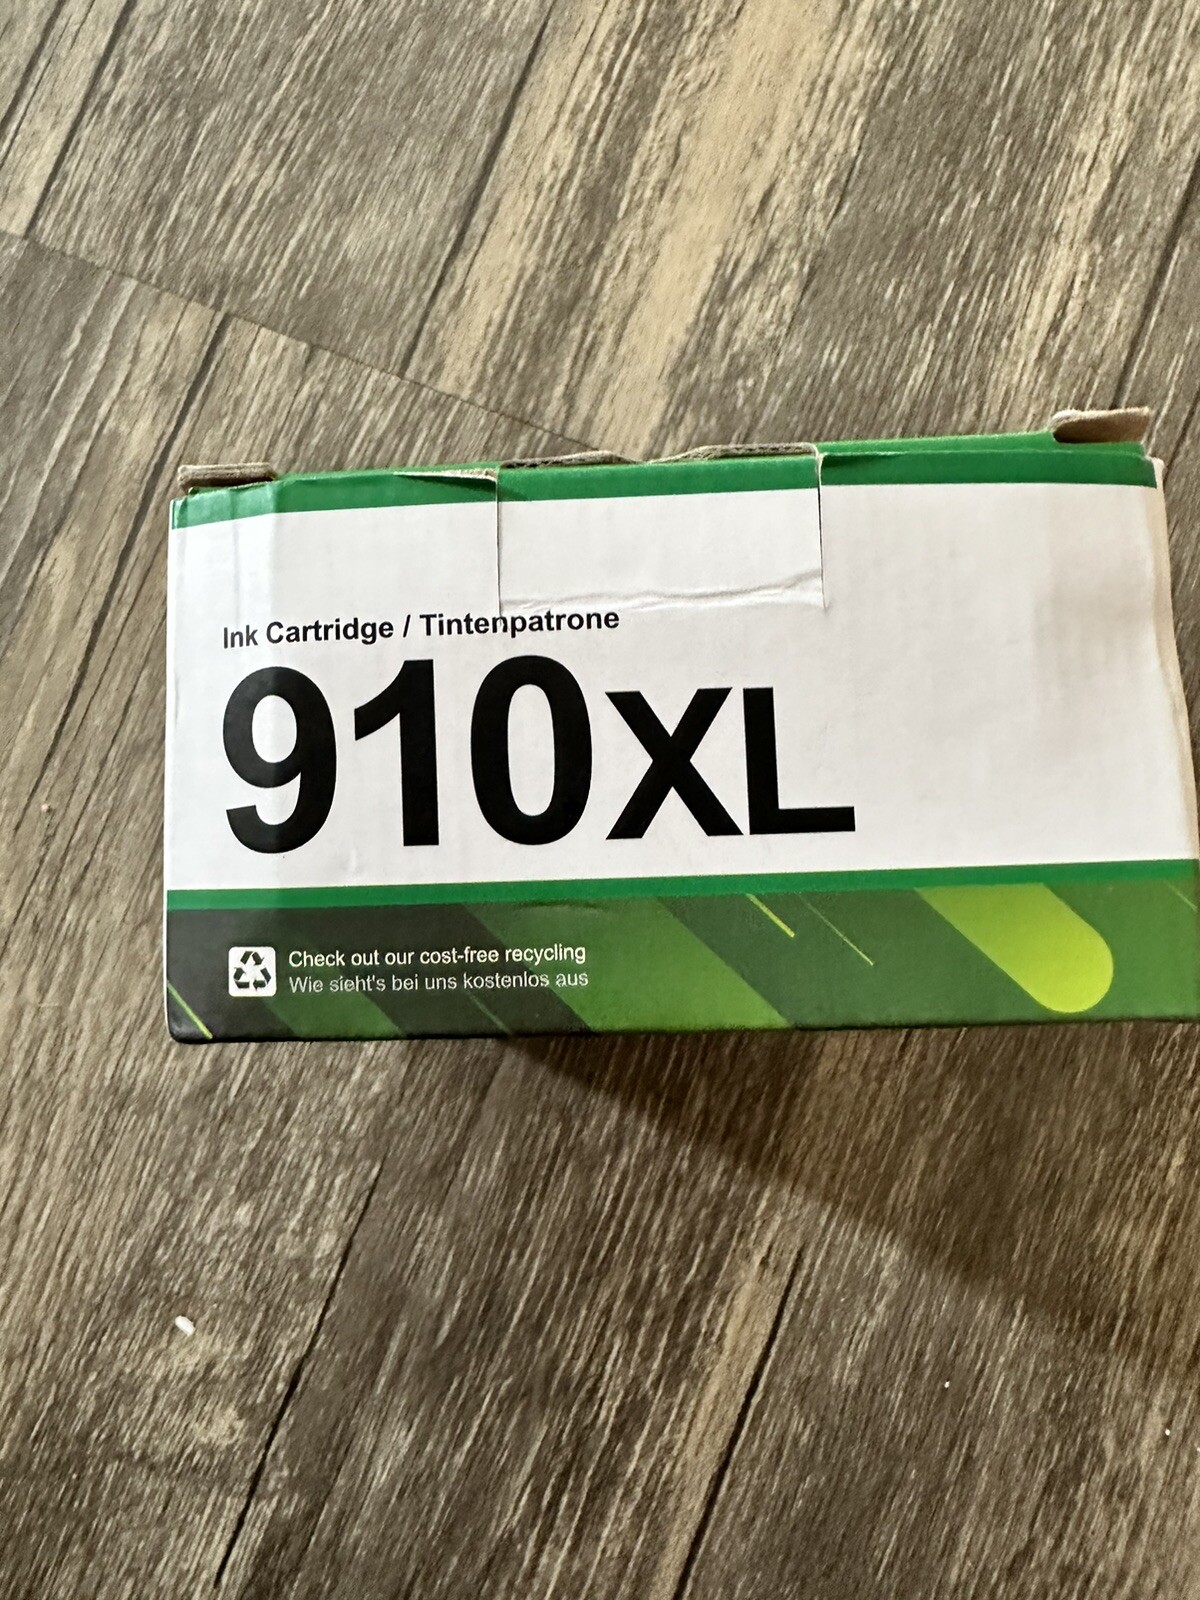 Ink Cartridge / Tintenpatrone
910XL
Check out our cost-free recycling
Wie sieht's bei uns kostenlos aus